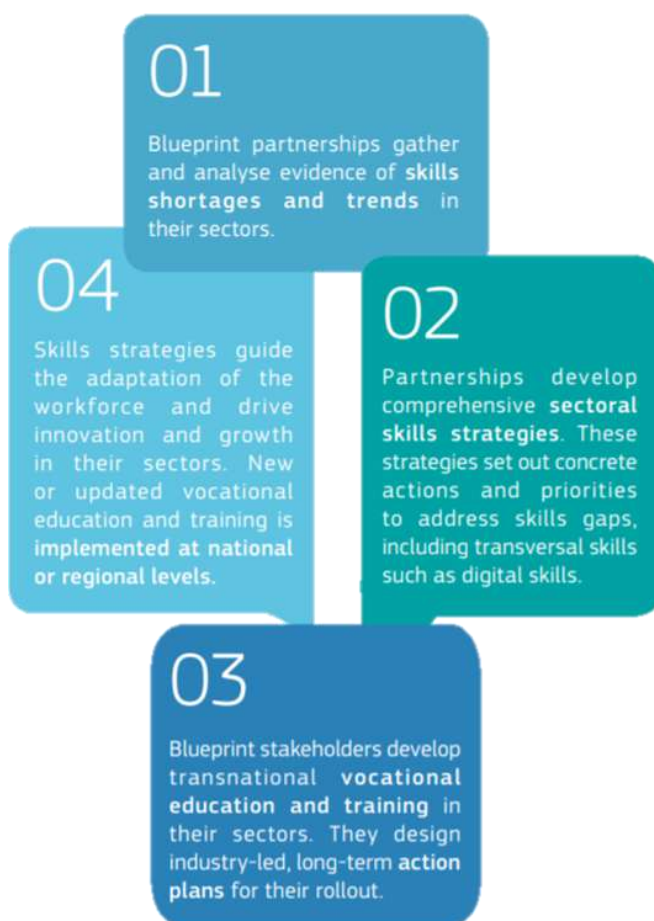 01
Blueprint partnerships gather
and analyse evidence of skills
shortages and trends in
their sectors.
02
Partnerships develop
comprehensive sectoral
skills strategies. These
strategies set out concrete
actions and priorities
to address skills gaps,
including transversal skills
such as digital skills.
03
Blueprint stakeholders develop
transnational vocational
education and training in
their sectors. They design
industry-led, long-term action
plans for their rollout.
04
Skills strategies guide
the adaptation of the
workforce and drive
innovation and growth
in their sectors. New
or updated vocational
education and training is
implemented at national
or regional levels.